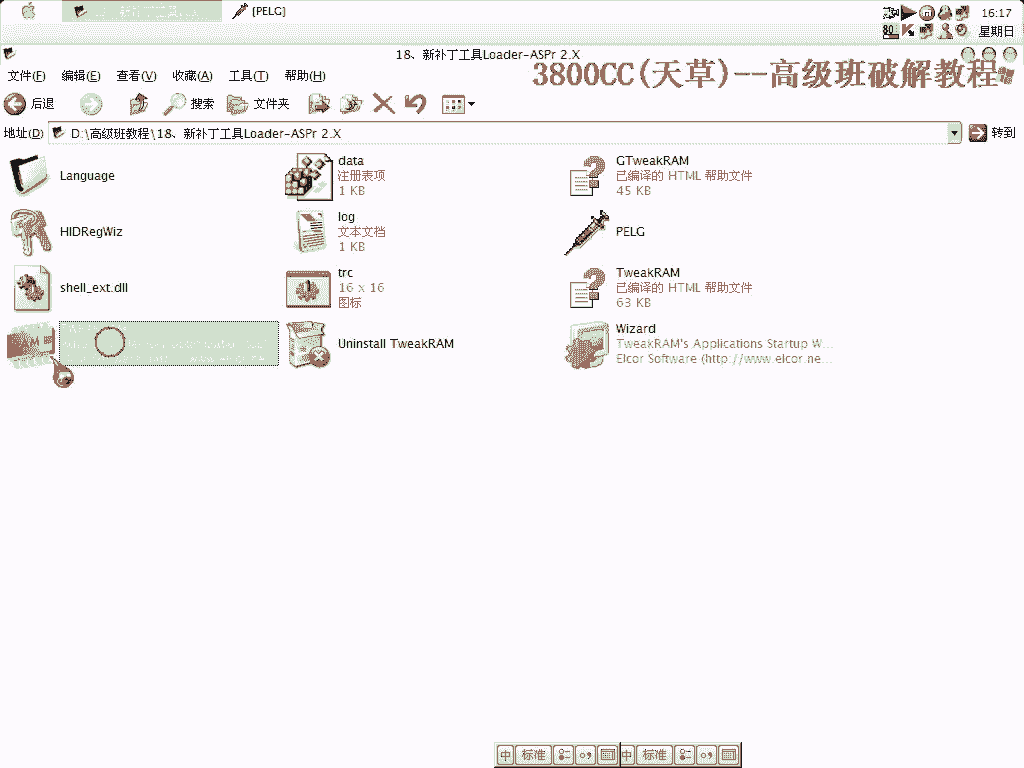 [PELG]
16:17
星期日
18、新补丁工具Loader-ASPr 2.X
3800CC(天草)--高级班破解教程
文件(F) 编辑(E) 查看(V) 收藏(A) 工具(T) 帮助(H)
后退 搜索 文件夹
地址(D) D:\高级班教程\18、新补丁工具Loader-ASPr 2.X 转到
Language
data
注册表项
1 KB
GTweakRAM
已编译的 HTML 帮助文件
45 KB
HIDRegWiz
log
文本文档
1 KB
PELG
shell_ext.dll
trc
16 x 16
图标
TweakRAM
已编译的 HTML 帮助文件
63 KB
Uninstall TweakRAM
Wizard
TweakRAM's Applications Startup W...
Elcor Software (http://www.elcor.ne...
中 标准 中 标准